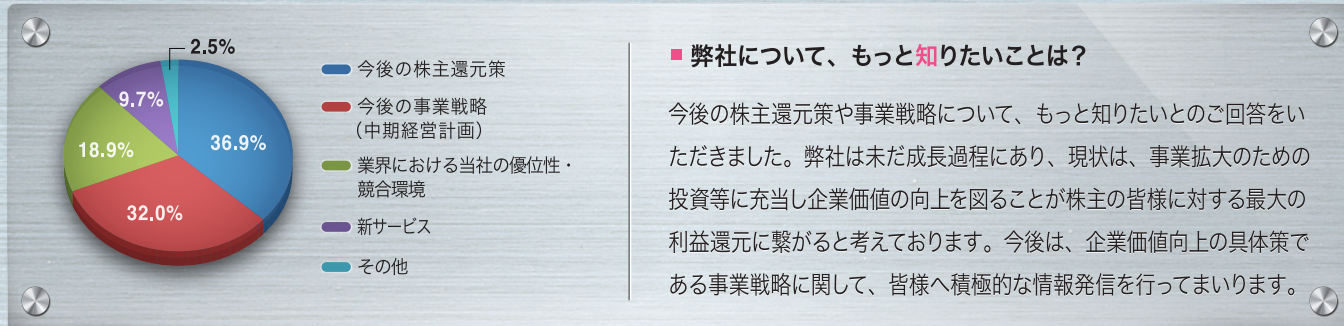 2.5%
9.7%
18.9%
36.9%
32.0%
今後の株主還元策
今後の事業戦略
（中期経営計画）
業界における当社の優位性・
競合環境
新サービス
その他
■ 弊社について、もっと知りたいことは？
今後の株主還元策や事業戦略について、もっと知りたいとのご回答をい
ただきました。弊社は未だ成長過程にあり、現状は、事業拡大のための
投資等に充当し企業価値の向上を図ることが株主の皆様に対する最大の
利益還元に繋がると考えております。今後は、企業価値向上の具体策で
ある事業戦略に関して、皆様へ積極的な情報発信を行ってまいります。